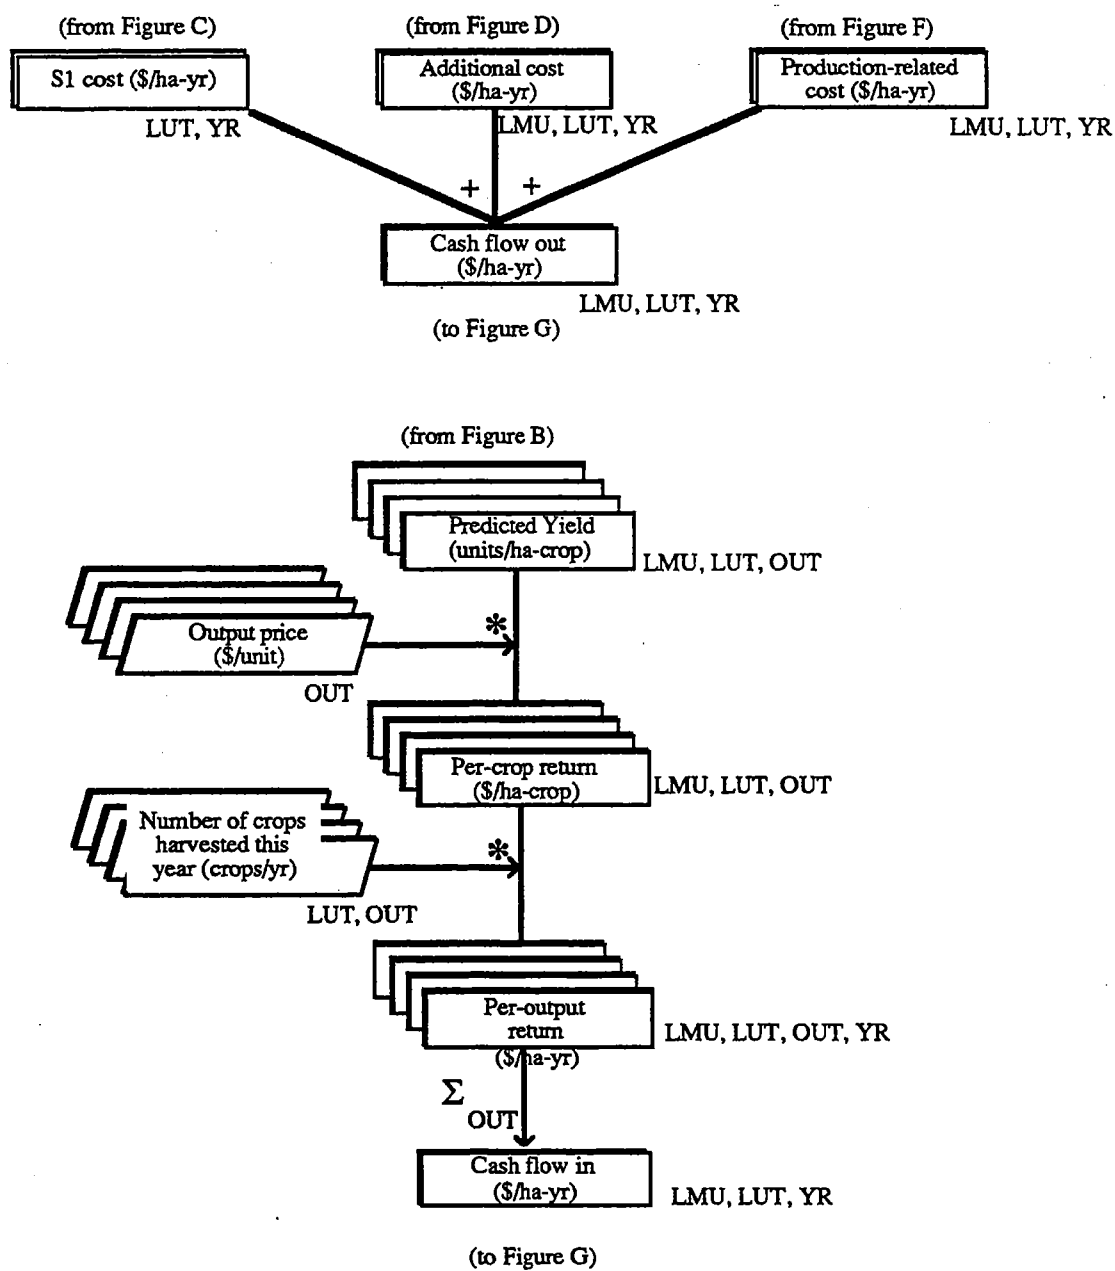 (from Figure C)
(from Figure D)
(from Figure F)
S1 cost ($/ha-yr)
Additional cost
($/ha-yr)
Production-related
cost ($/ha-yr)
LUT, YR
LMU, LUT, YR
LMU, LUT, YR
+
+
Cash flow out
($/ha-yr)
LMU, LUT, YR
(to Figure G)
(from Figure B)
Predicted Yield
(units/ha-crop)
LMU, LUT, OUT
Output price
($/unit)
*
OUT
Per-crop return
($/ha-crop)
LMU, LUT, OUT
Number of crops
harvested this
year (crops/yr)
*
LUT, OUT
Per-output
return
($/ha-yr)
LMU, LUT, OUT, YR
Σ
OUT
Cash flow in
($/ha-yr)
LMU, LUT, YR
(to Figure G)